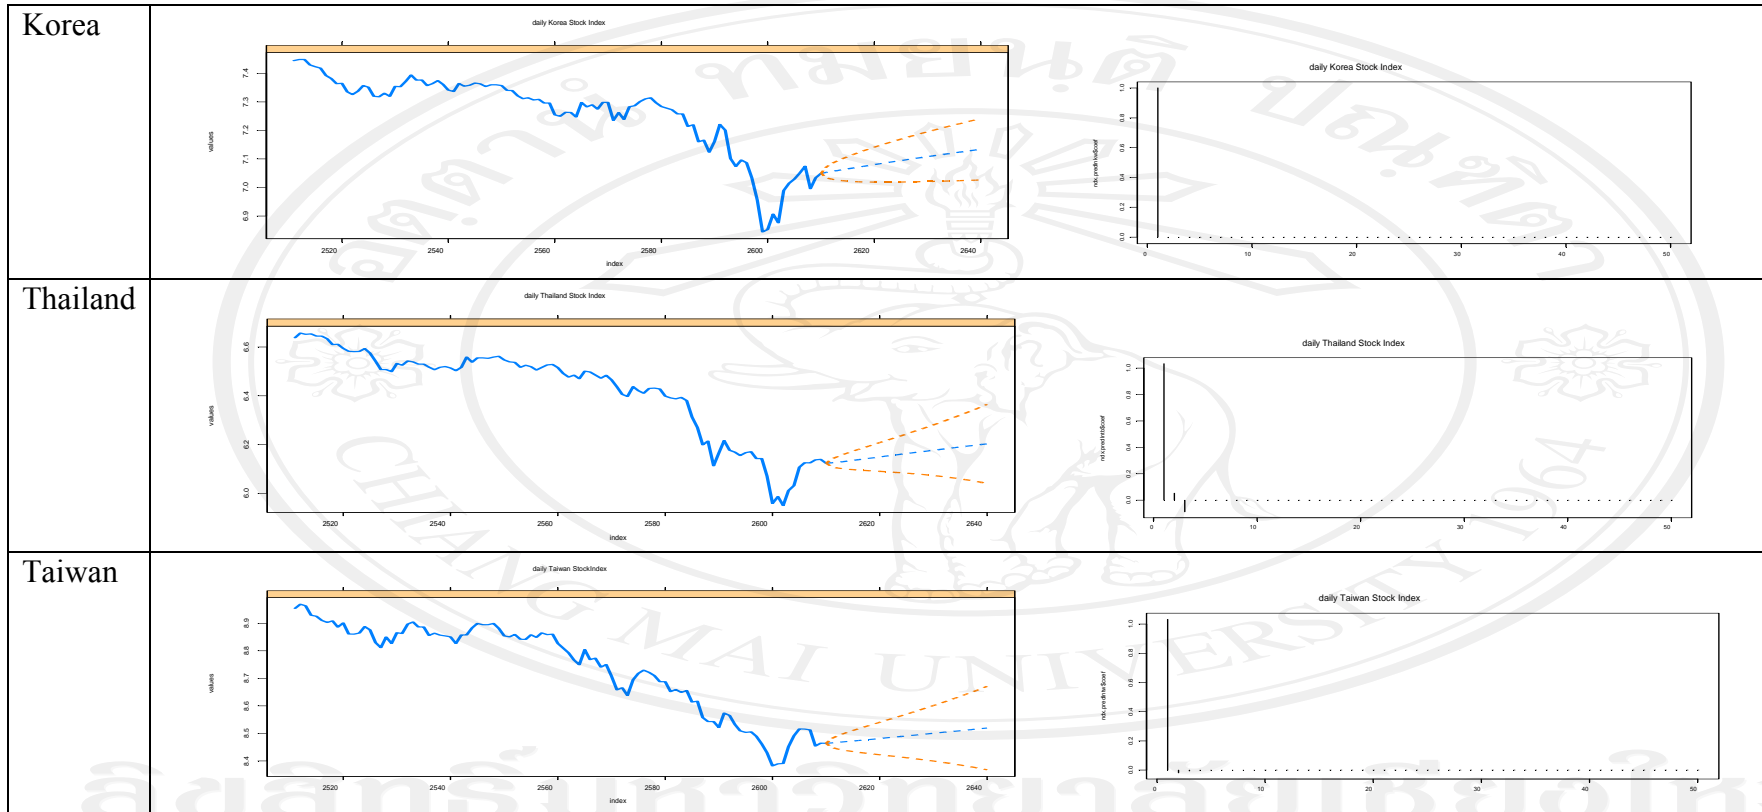 Korea
daily Korea Stock Index
values
7.4
7.3
7.2
7.1
7.0
6.9
2520 2540 2560 2580 2600 2620 2640
index
daily Korea Stock Index
1.0
0.8
0.6
0.4
0.2
0.0
0 10 20 30 40 50
Thailand
daily Thailand Stock Index
values
6.6
6.4
6.2
6.0
2520 2540 2560 2580 2600 2620 2640
index
daily Thailand Stock Index
1.0
0.8
0.6
0.4
0.2
0.0
0 10 20 30 40 50
Taiwan
daily Taiwan StockIndex
values
8.9
8.8
8.7
8.6
8.5
8.4
2520 2540 2560 2580 2600 2620 2640
index
daily Taiwan Stock Index
1.0
0.8
0.6
0.4
0.2
0.0
0 10 20 30 40 50
CHIANG MAI UNIVERSITY 1964